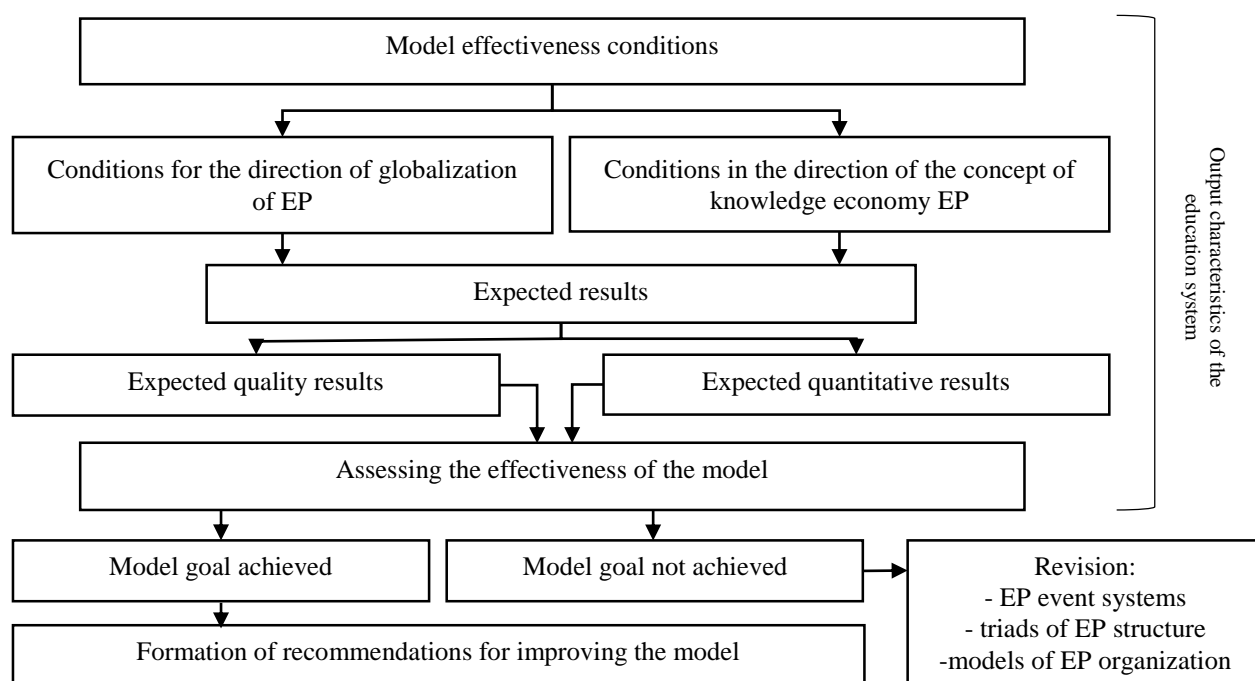 Model effectiveness conditions
Conditions for the direction of globalization
of EP
Conditions in the direction of the concept of
knowledge economy EP
Expected results
Expected quality results
Expected quantitative results
Assessing the effectiveness of the model
Model goal achieved
Model goal not achieved
Revision:
- EP event systems
- triads of EP structure
-models of EP organization
Formation of recommendations for improving the model
Output characteristics of the
education system